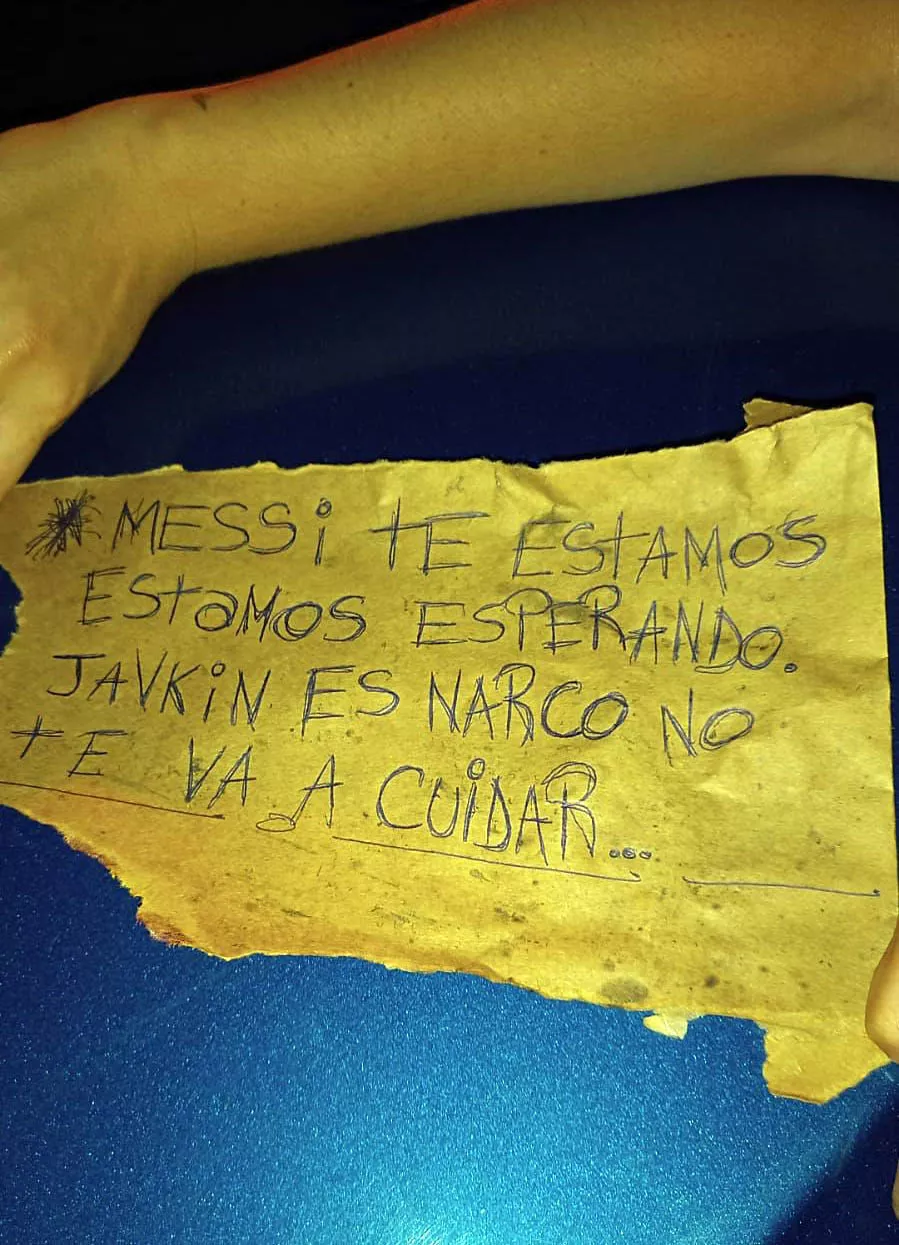 MESSi tE EStAMOS
EStaMOS ESPERANDO.
JAVKiN ES NARCO NO
tE VA A CUiDAR...